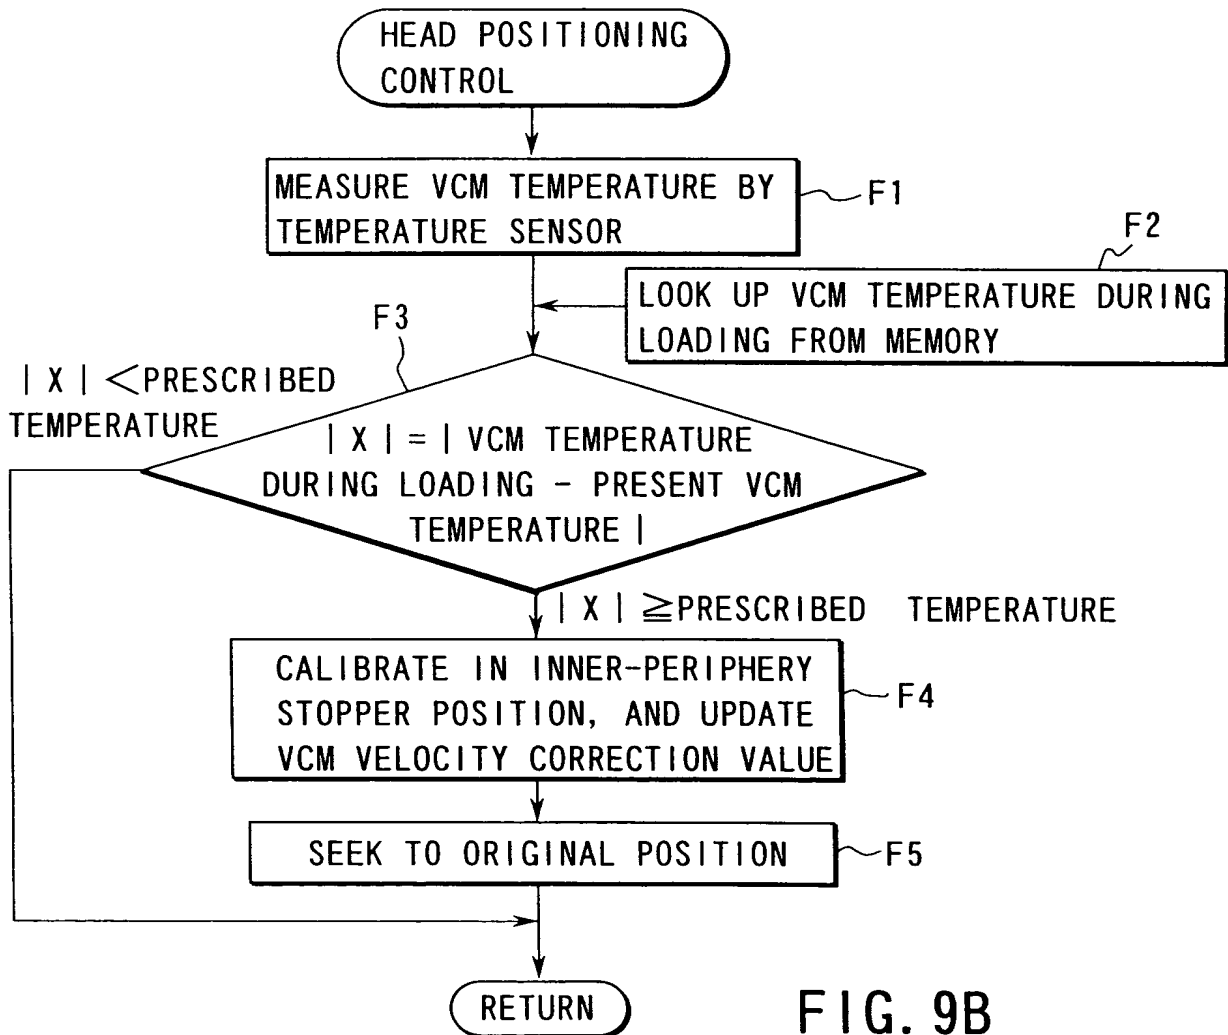 HEAD POSITIONING
CONTROL
MEASURE VCM TEMPERATURE BY
TEMPERATURE SENSOR
F1
F2
LOOK UP VCM TEMPERATURE DURING
LOADING FROM MEMORY
F3
| X | <PRESCRIBED
TEMPERATURE
| X | = | VCM TEMPERATURE
DURING LOADING - PRESENT VCM
TEMPERATURE |
| X | ≧PRESCRIBED TEMPERATURE
CALIBRATE IN INNER-PERIPHERY
STOPPER POSITION, AND UPDATE
VCM VELOCITY CORRECTION VALUE
F4
SEEK TO ORIGINAL POSITION
F5
RETURN
FIG. 9B